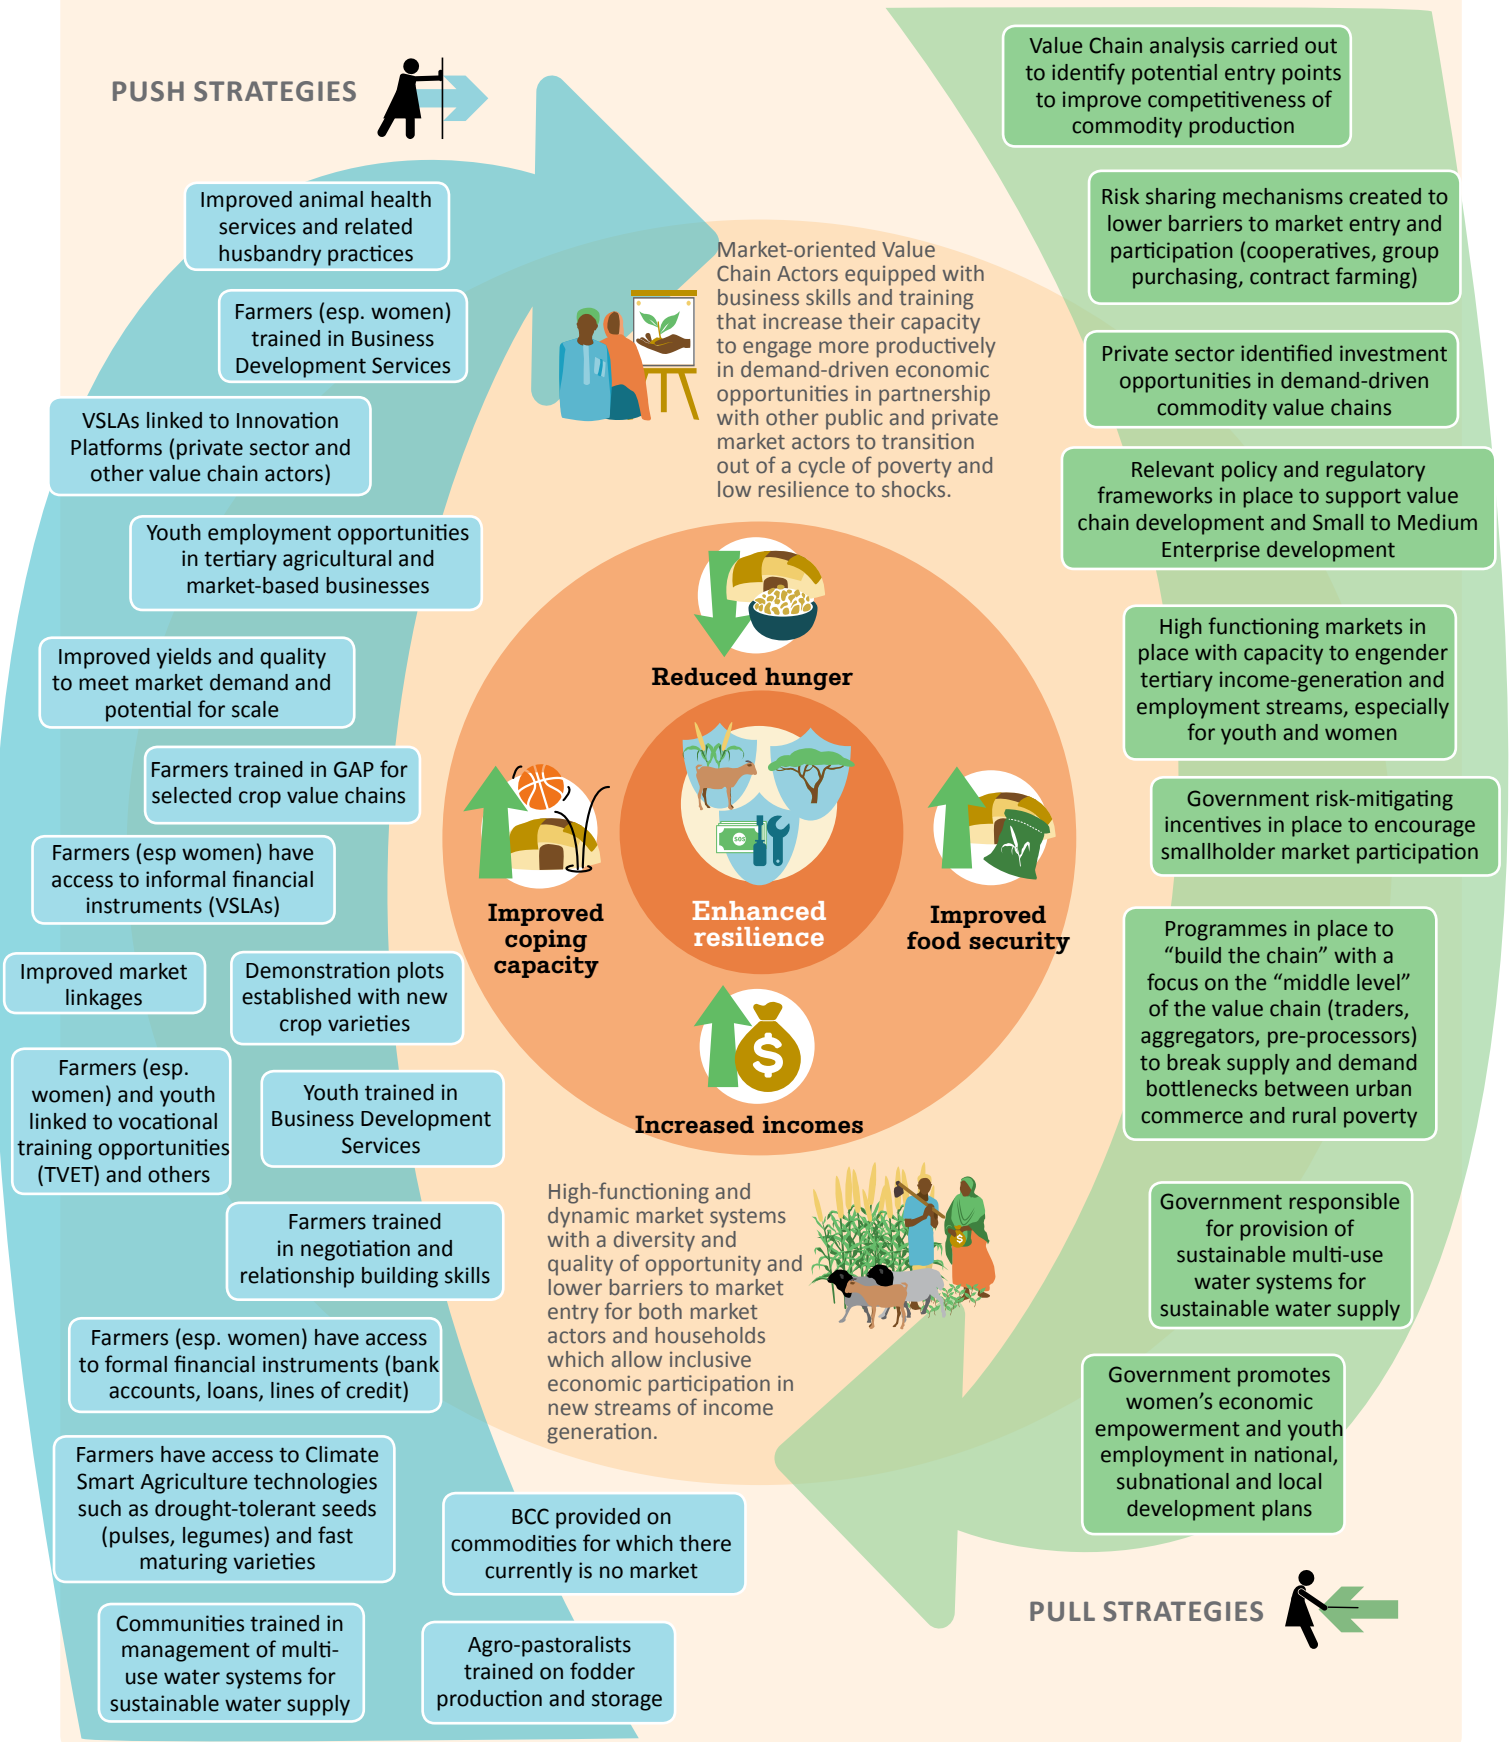 PUSH STRATEGIES
Improved animal health
services and related
husbandry practices
Farmers (esp. women)
trained in Business
Development Services
VSLAs linked to Innovation
Platforms (private sector and
other value chain actors)
Youth employment opportunities
in tertiary agricultural and
market-based businesses
Improved yields and quality
to meet market demand and
potential for scale
Farmers trained in GAP for
selected crop value chains
Farmers (esp women) have
access to informal financial
instruments (VSLAs)
Improved market
linkages
Demonstration plots
established with new
crop varieties
Farmers (esp.
women) and youth
linked to vocational
training opportunities
(TVET) and others
Youth trained in
Business Development
Services
Farmers trained
in negotiation and
relationship building skills
Farmers (esp. women) have access
to formal financial instruments (bank
accounts, loans, lines of credit)
Farmers have access to Climate
Smart Agriculture technologies
such as drought-tolerant seeds
(pulses, legumes) and fast
maturing varieties
BCC provided on
commodities for which there
currently is no market
Communities trained in
management of multi-
use water systems for
sustainable water supply
Agro-pastoralists
trained on fodder
production and storage
Market-oriented Value
Chain Actors equipped with
business skills and training
that increase their capacity
to engage more productively
in demand-driven economic
opportunities in partnership
with other public and private
market actors to transition
out of a cycle of poverty and
low resilience to shocks.
Reduced hunger
Improved
coping
capacity
SOS
Enhanced
resilience
Improved
food security
$
Increased incomes
High-functioning and
dynamic market systems
with a diversity and
quality of opportunity and
lower barriers to market
entry for both market
actors and households
which allow inclusive
economic participation in
new streams of income
generation.
$
Value Chain analysis carried out
to identify potential entry points
to improve competitiveness of
commodity production
Risk sharing mechanisms created to
lower barriers to market entry and
participation (cooperatives, group
purchasing, contract farming)
Private sector identified investment
opportunities in demand-driven
commodity value chains
Relevant policy and regulatory
frameworks in place to support value
chain development and Small to Medium
Enterprise development
High functioning markets in
place with capacity to engender
tertiary income-generation and
employment streams, especially
for youth and women
Government risk-mitigating
incentives in place to encourage
smallholder market participation
Programmes in place to
“build the chain” with a
focus on the “middle level”
of the value chain (traders,
aggregators, pre-processors)
to break supply and demand
bottlenecks between urban
commerce and rural poverty
Government responsible
for provision of
sustainable multi-use
water systems for
sustainable water supply
Government promotes
women’s economic
empowerment and youth
employment in national,
subnational and local
development plans
PULL STRATEGIES